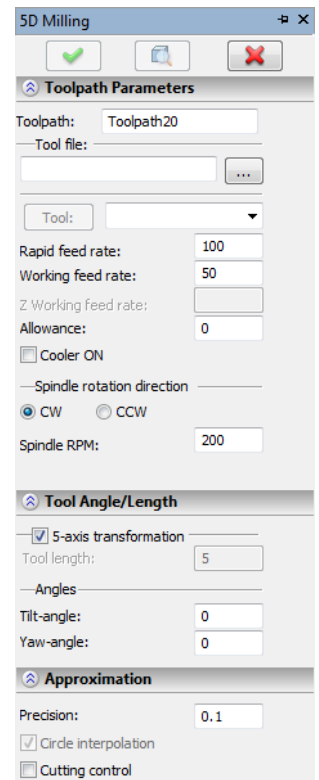 5D Milling
Toolpath Parameters
Toolpath: Toolpath20
Tool file:
...
Tool:
Rapid feed rate: 100
Working feed rate: 50
Z Working feed rate:
Allowance: 0
Cooler ON
Spindle rotation direction
CW CCW
Spindle RPM: 200
Tool Angle/Length
5-axis transformation
Tool length: 5
Angles
Tilt-angle: 0
Yaw-angle: 0
Approximation
Precision: 0.1
Circle interpolation
Cutting control